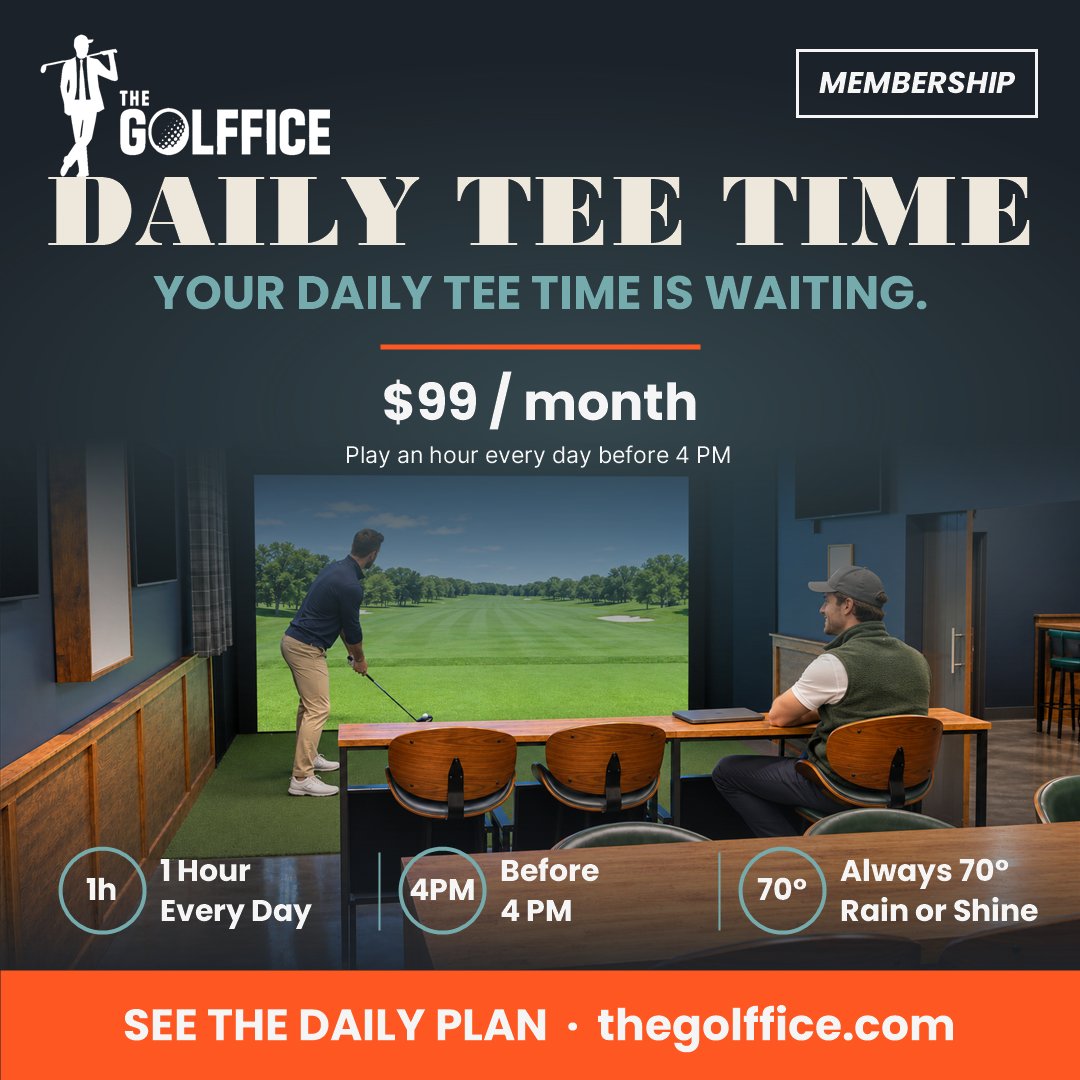 THE
GOLFFICE
MEMBERSHIP
DAILY TEE TIME
YOUR DAILY TEE TIME IS WAITING.
$99 / month
Play an hour every day before 4 PM
1h
1 Hour
Every Day
4PM
Before
4 PM
70°
Always 70°
Rain or Shine
SEE THE DAILY PLAN · thegolffice.com